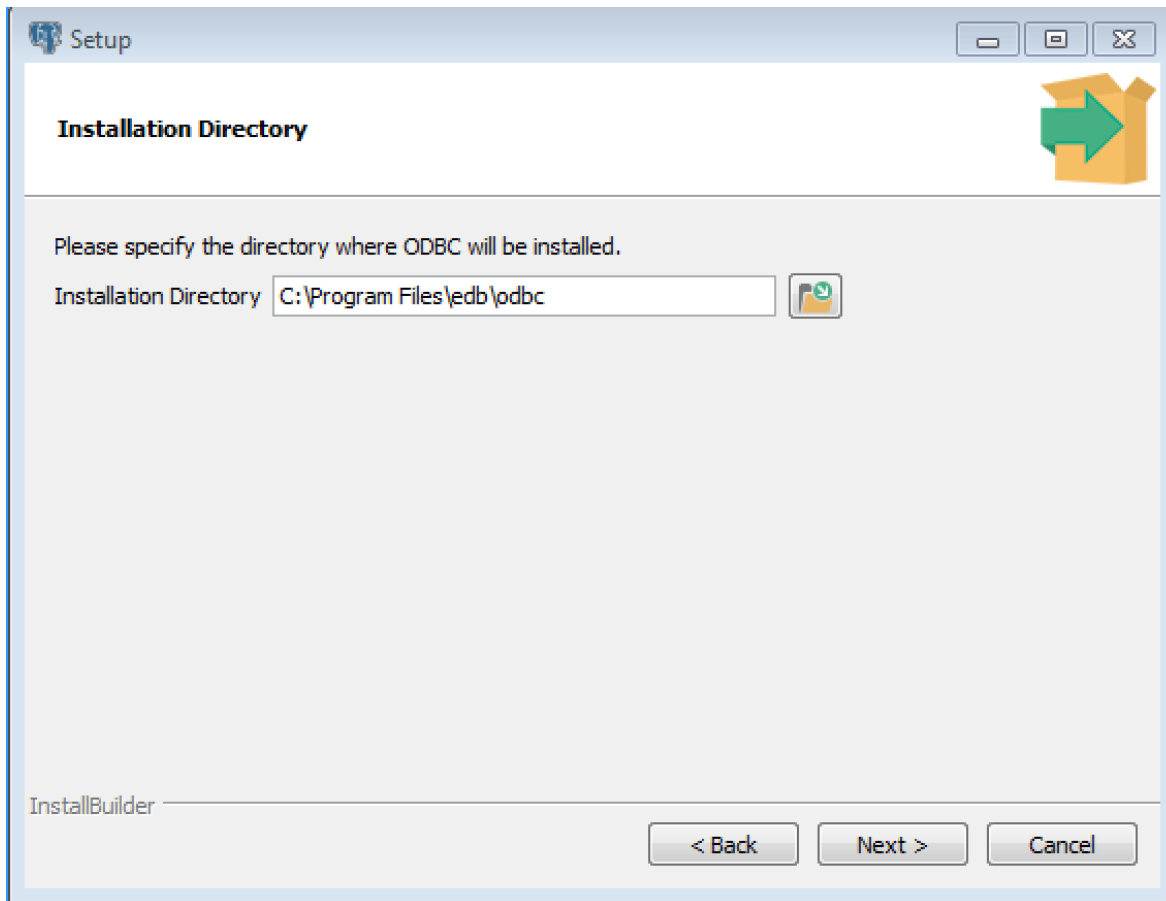 Setup
Installation Directory
Please specify the directory where ODBC will be installed.
Installation Directory C:\Program Files\edb\odbc
InstallBuilder
< Back Next > Cancel